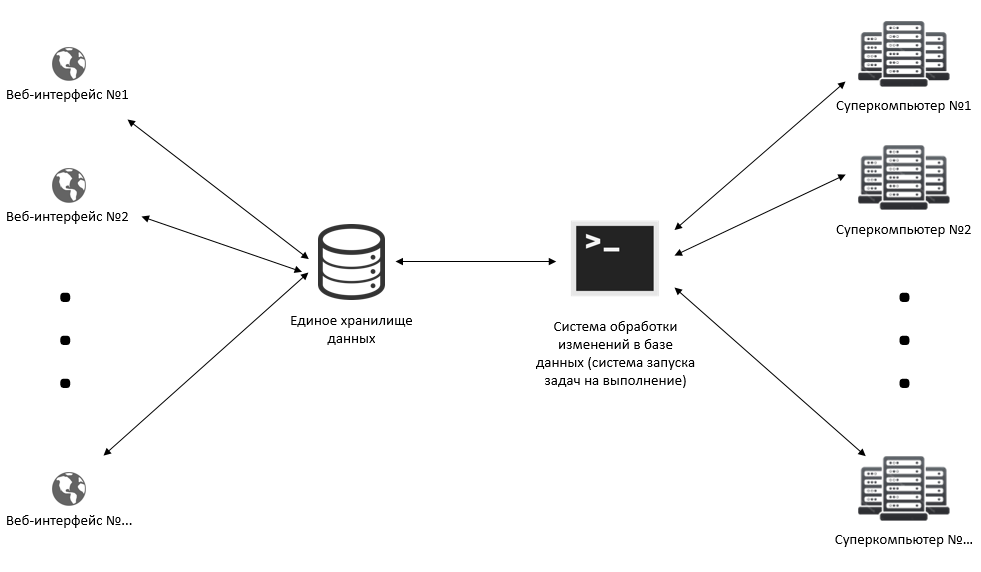 Веб-интерфейс №1
Суперкомпьютер №1
Веб-интерфейс №2
Суперкомпьютер №2
>_
Единое хранилище
данных
Система обработки
изменений в базе
данных (система запуска
задач на выполнение)
Веб-интерфейс №...
Суперкомпьютер №...